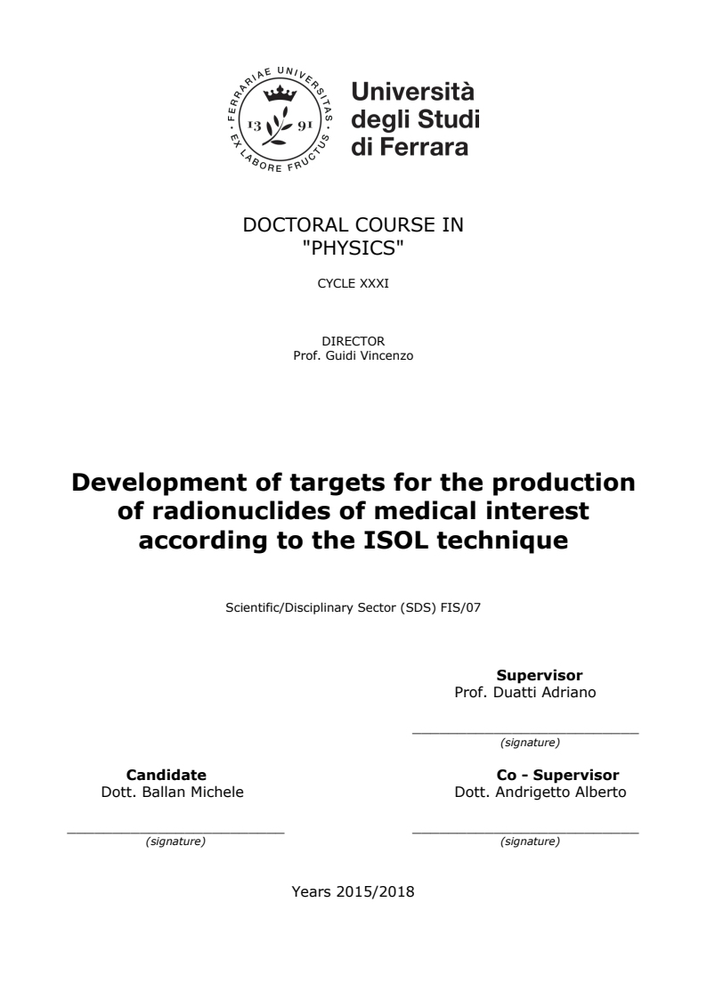 FERRARIAE UNIVERSITAS
13 91
EX LABORE FRUCTUS
Università
degli Studi
di Ferrara
DOCTORAL COURSE IN
"PHYSICS"
CYCLE XXXI
DIRECTOR
Prof. Guidi Vincenzo
Development of targets for the production
of radionuclides of medical interest
according to the ISOL technique
Scientific/Disciplinary Sector (SDS) FIS/07
Supervisor
Prof. Duatti Adriano
(signature)
Candidate
Dott. Ballan Michele
(signature)
Co - Supervisor
Dott. Andrigetto Alberto
(signature)
Years 2015/2018